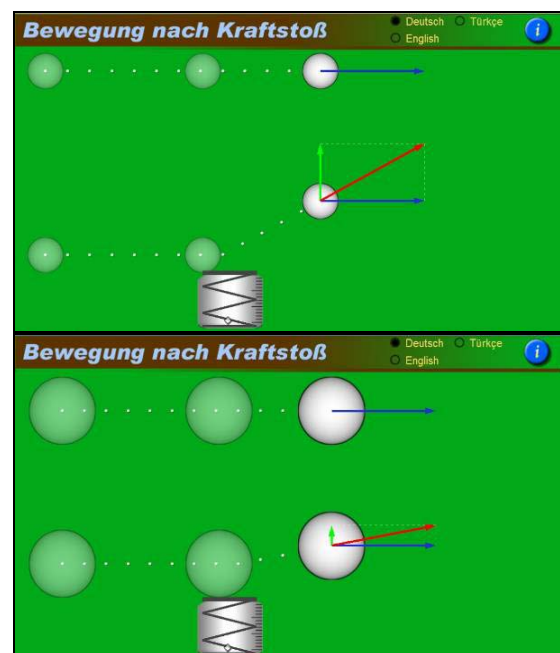 Bewegung nach Kraftstoß
Deutsch Türkçe
English
i
Bewegung nach Kraftstoß
Deutsch Türkçe
English
i